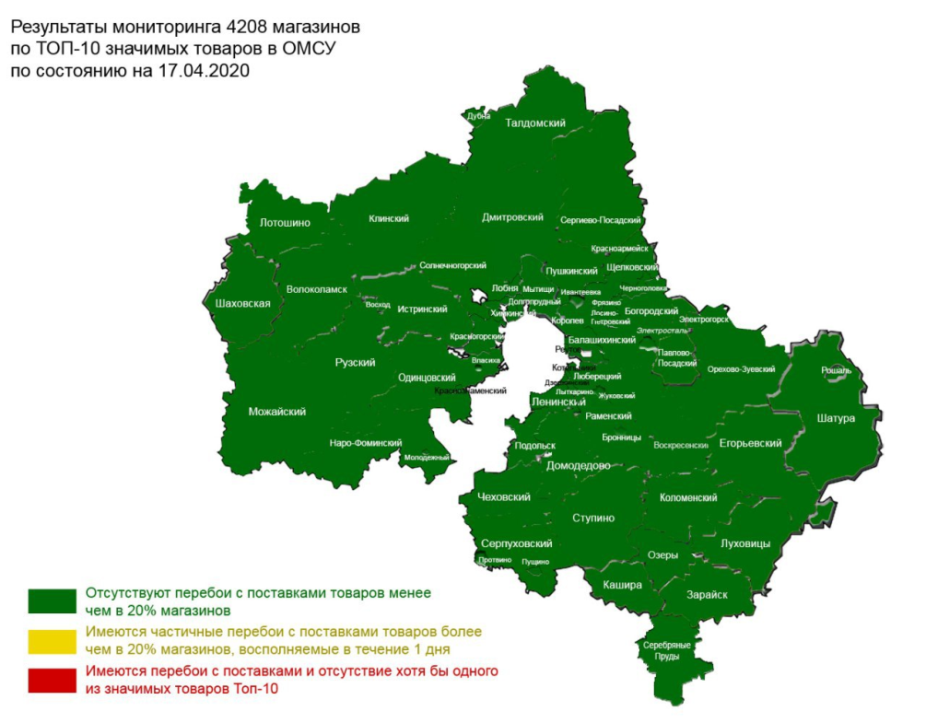 Результаты мониторинга 4208 магазинов
по ТОП-10 значимых товаров в ОМСУ
по состоянию на 17.04.2020
Дубна
Талдомский
Лотошино
Клинский
Дмитровский
Сергиево-Посадский
Красноармейск
Солнечногорский
Пушкинский
Щелковский
Волоколамск
Лобня
Мытищи
Ивантеевка
Черноголовка
Шаховская
Восход
Истринский
Долгопрудный
Фрязино
Химкинский
Королев
Лосино-
Петровский
Богородский
Электрогорск
Электросталь
Красногорский
Балашихинский
Реутов
Павлово-
Посадский
Рузский
Власиха
Орехово-Зуевский
Рошаль
Одинцовский
Люберецкий
Краснознаменский
Лыткарино
Жуковский
Ленинский
Можайский
Раменский
Шатура
Наро-Фоминский
Бронницы
Подольск
Воскресенский
Егорьевский
Молодежный
Домодедово
Чеховский
Коломенский
Ступино
Серпуховский
Луховицы
Протвино
Пущино
Озеры
Кашира
Зарайск
Серебряные
Пруды
Отсутствуют перебои с поставками товаров менее
чем в 20% магазинов
Имеются частичные перебои с поставками товаров более
чем в 20% магазинов, восполняемые в течение 1 дня
Имеются перебои с поставками и отсутствие хотя бы одного
из значимых товаров Топ-10